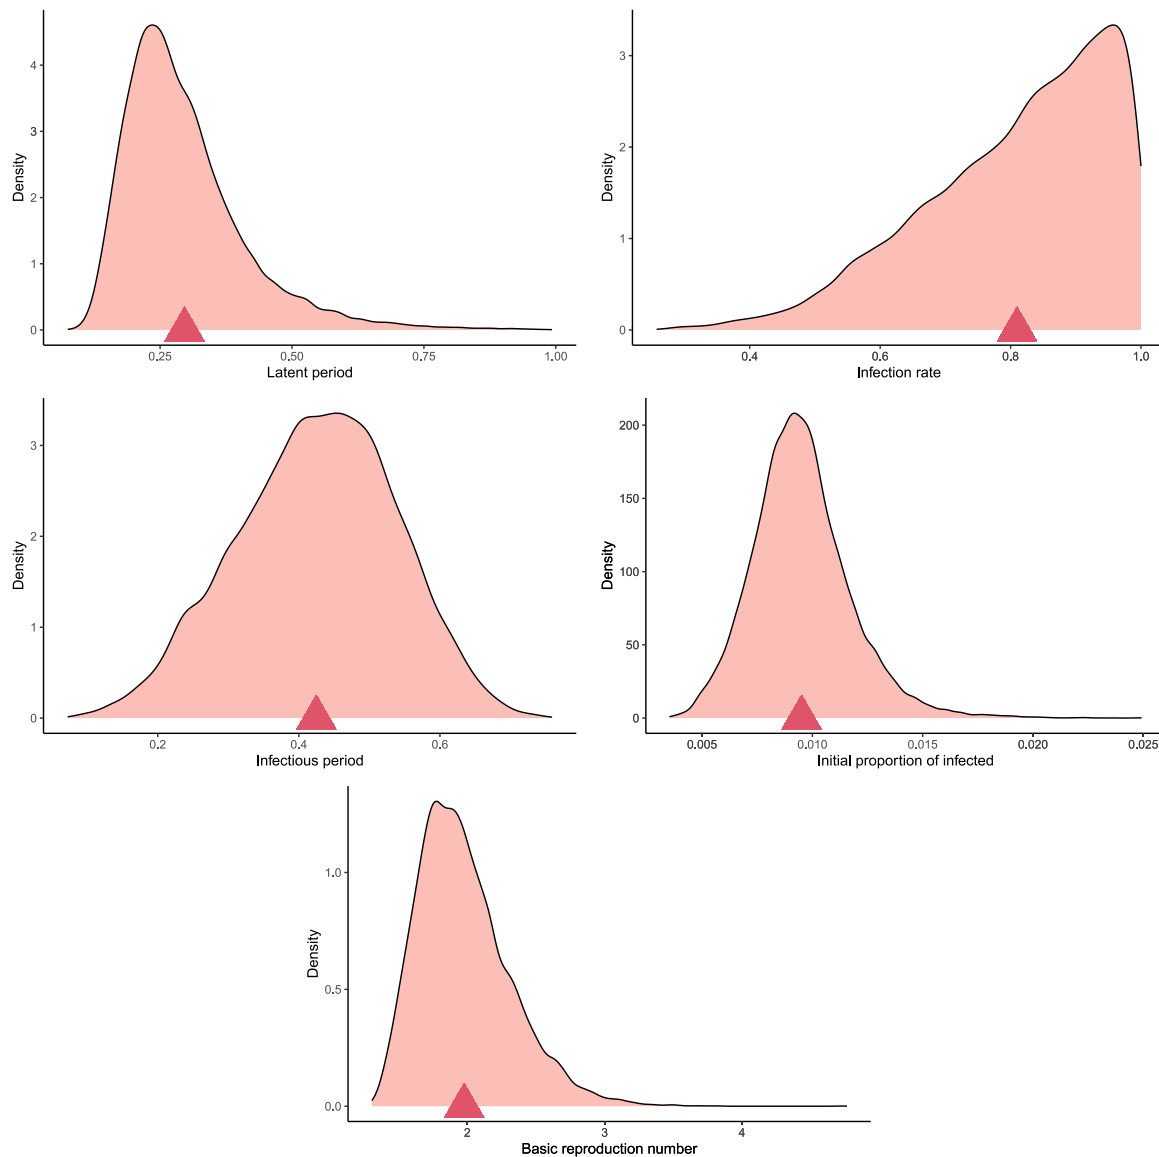 Density
4
3
2
1
0
0.25 0.50 0.75 1.00
Latent period
Density
3
2
1
0
0.4 0.6 0.8 1.0
Infection rate
Density
3
2
1
0
0.2 0.4 0.6
Infectious period
Density
200
150
100
50
0
0.005 0.010 0.015 0.020 0.025
Initial proportion of infected
Density
1.0
0.5
0.0
2 3 4
Basic reproduction number